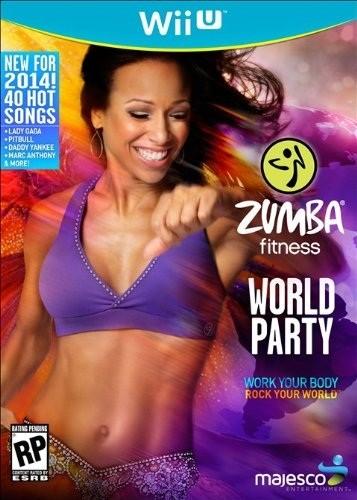 Wii U
NEW FOR
2014!
40 HOT
SONGS
• LADY GAGA
• PITBULL
• DADDY YANKEE
• MARC ANTHONY
& MORE!
ZUMBA®
fitness
WORLD
PARTY
WORK YOUR BODY
ROCK YOUR WORLD
RATING PENDING
RP
CONTENT RATED BY
ESRB
majesco
ENTERTAINMENT